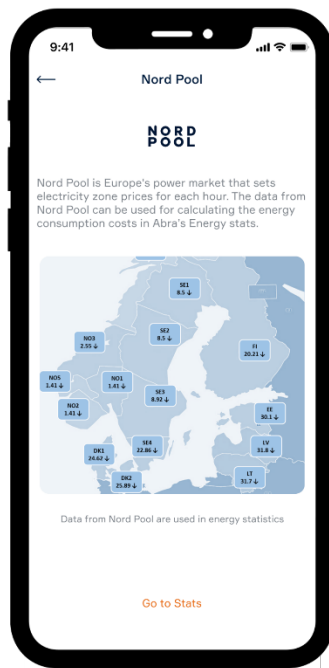 9:41
Nord Pool
NORD
POOL
Nord Pool is Europe's power market that sets
electricity zone prices for each hour. The data from
Nord Pool can be used for calculating the energy
consumption costs in Abra's Energy stats.
SE1
8.5 ↓
SE2
8.5 ↓
NO3
2.55 ↓
FI
20.21 ↓
NO5
1.41 ↓
NO1
1.41 ↓
SE3
8.92 ↓
NO2
1.41 ↓
EE
30.1 ↓
SE4
22.86 ↓
LV
31.8 ↓
DK1
24.62 ↓
LT
31.7 ↓
DK2
25.89 ↓
Data from Nord Pool are used in energy statistics
Go to Stats